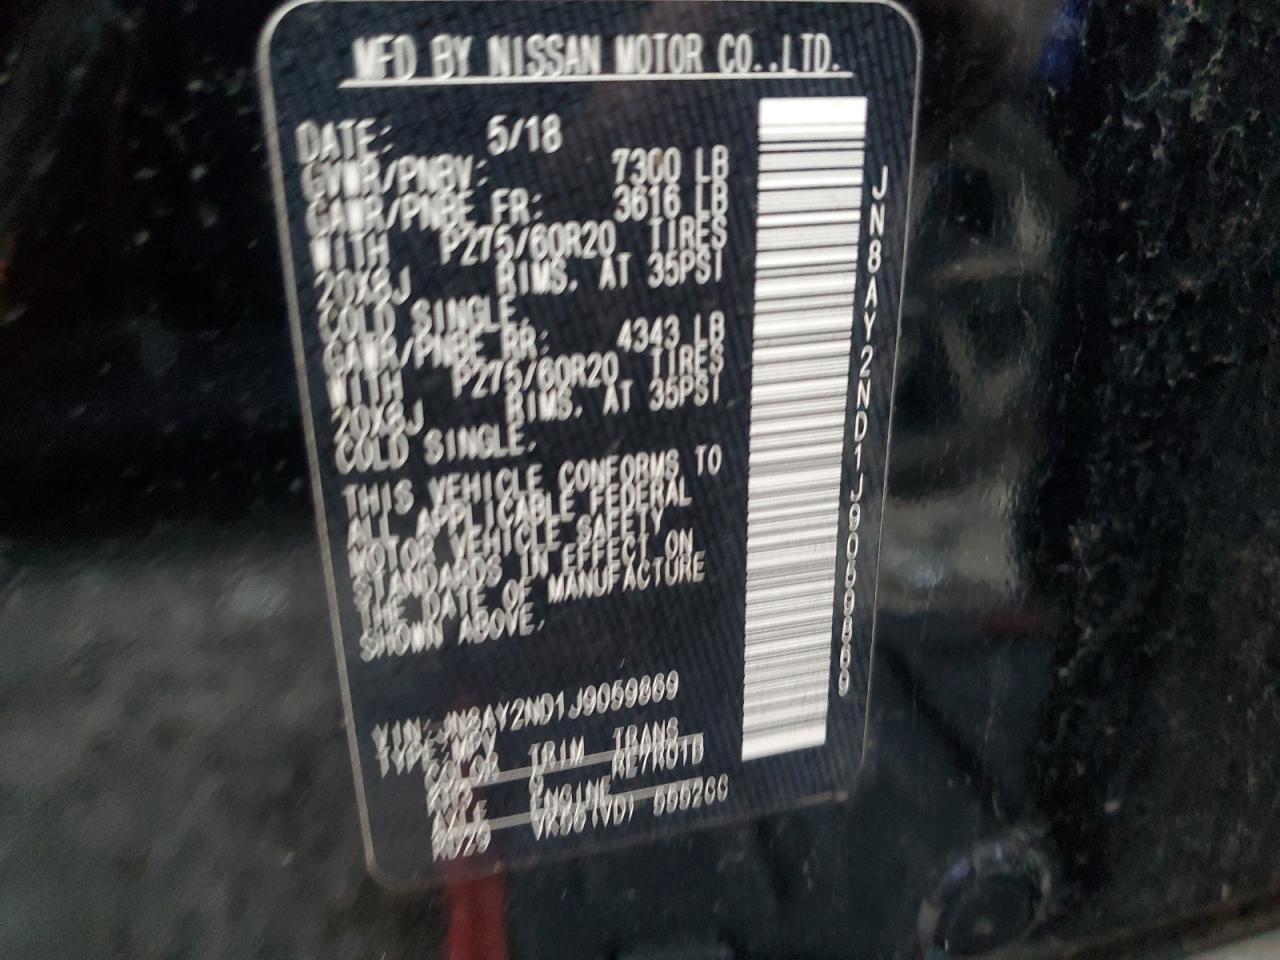 MFD BY NISSAN MOTOR CO.,LTD.
DATE: 5/18
GVWR/PNBV: 7300 LB
GAWR/PNBE FR: 3616 LB
WITH P275/60R20 TIRES
20X8J RIMS, AT 35PSI
COLD SINGLE,
GAWR/PNBE RR: 4343 LB
WITH P275/60R20 TIRES
20X8J RIMS, AT 35PSI
COLD SINGLE,
THIS VEHICLE CONFORMS TO
ALL APPLICABLE FEDERAL
MOTOR VEHICLE SAFETY
STANDARDS IN EFFECT ON
THE DATE OF MANUFACTURE
SHOWN ABOVE,
VIN: JN8AY2ND1J9059869
TYPE: MPV
COLOR TRIM TRANS
RE7R01B
AXLE ENGINE
VK56(VD) 5552CC
JN8AY2ND1J9059869